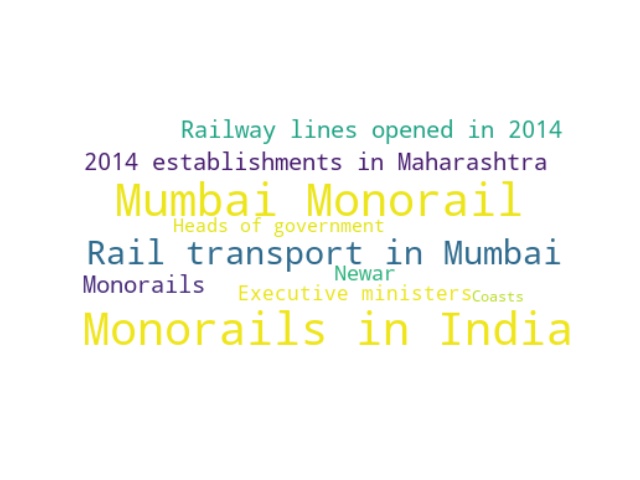 Railway lines opened in 2014
2014 establishments in Maharashtra
Mumbai Monorail
Heads of government
Rail transport in Mumbai
Newar
Monorails
Executive ministers
Coasts
Monorails in India